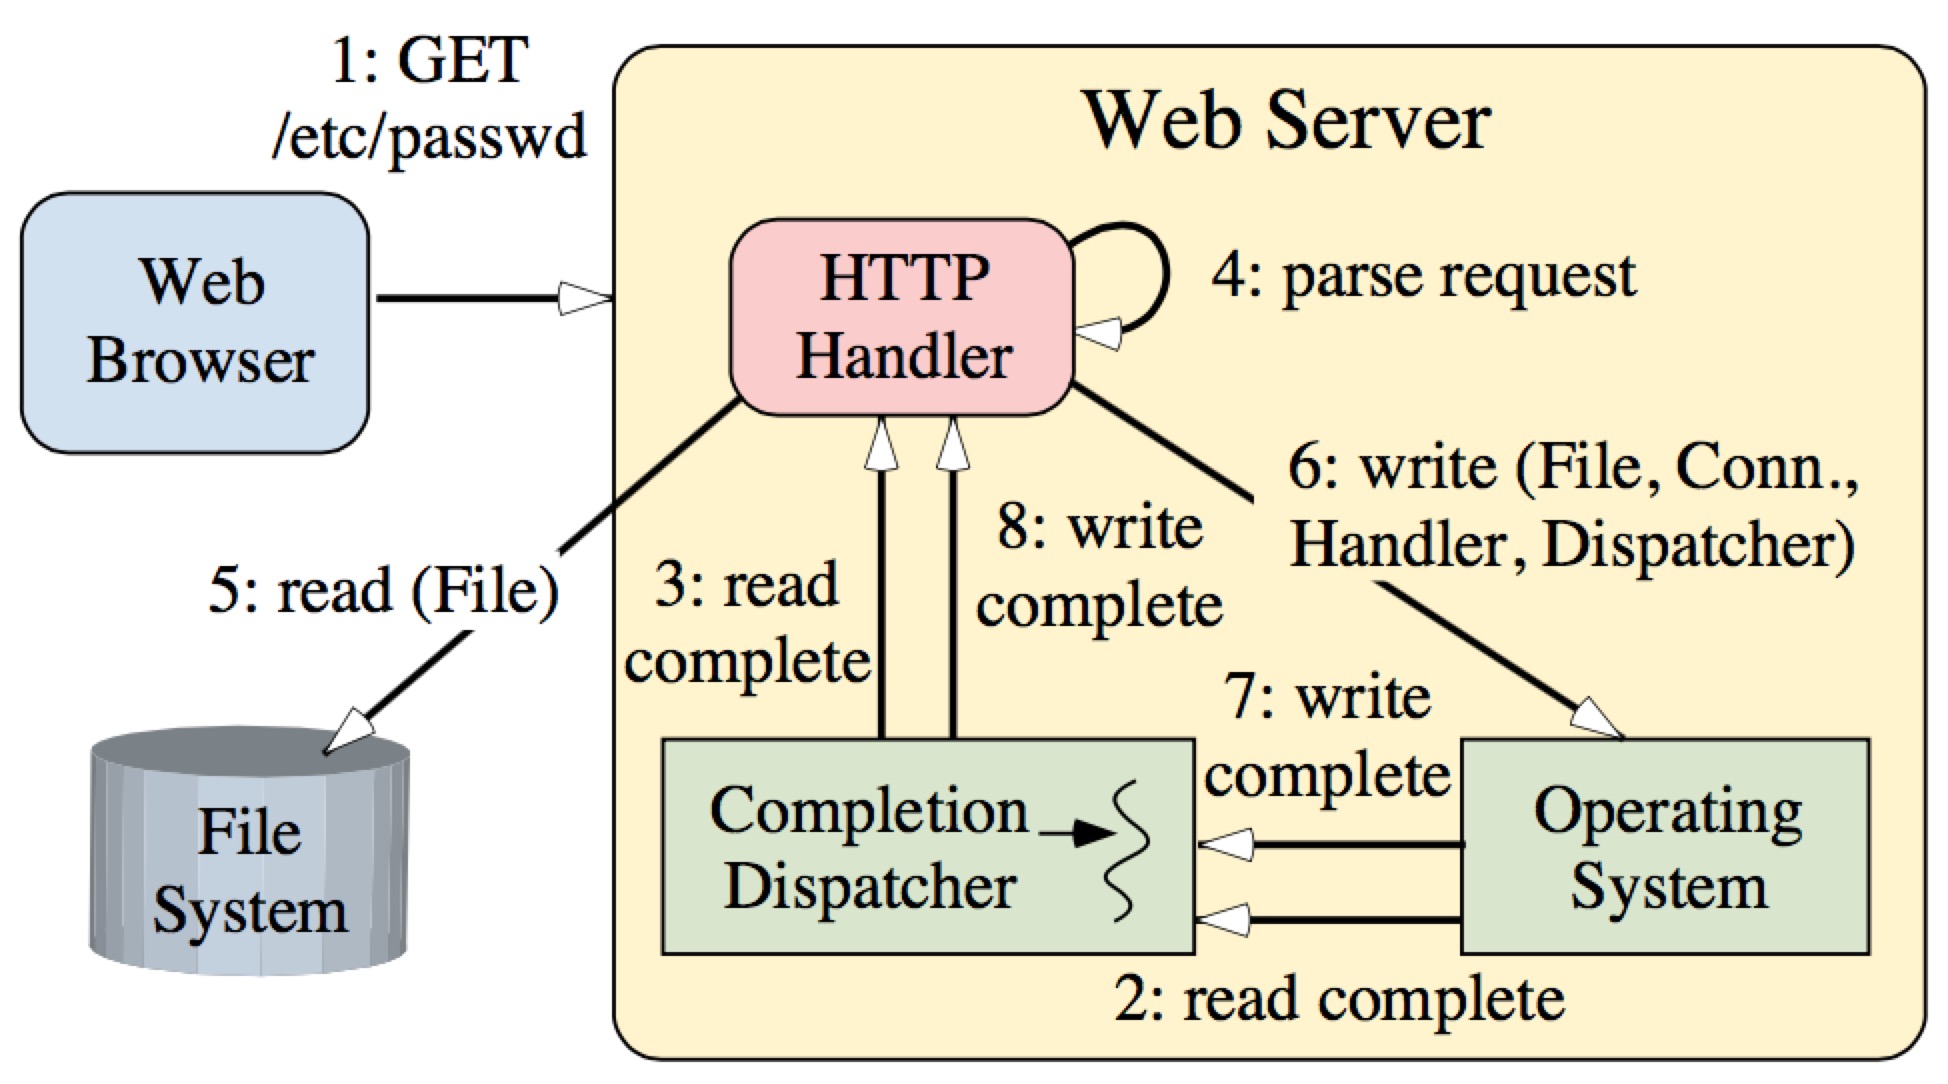 1: GET
/etc/passwd
Web Server
Web
Browser
HTTP
Handler
4: parse request
6: write (File, Conn.,
Handler, Dispatcher)
5: read (File)
3: read
complete
8: write
complete
7: write
complete
File
System
Completion
Dispatcher
Operating
System
2: read complete